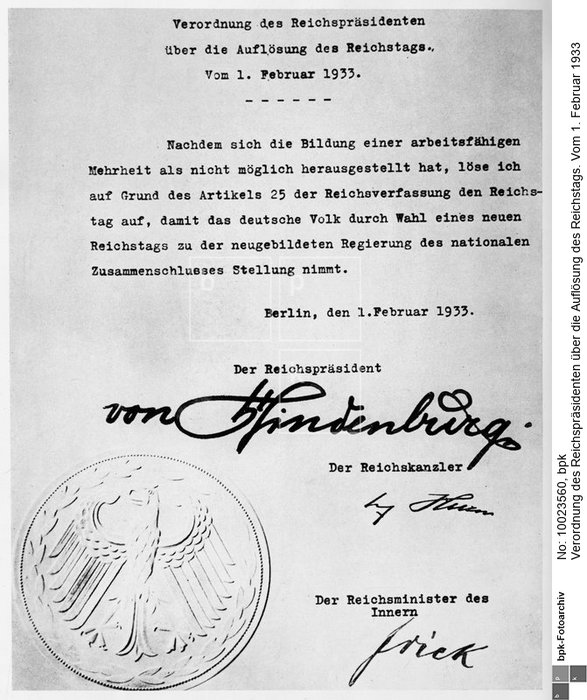 Verordnung des Reichspräsidenten
über die Auflösung des Reichstags.
Vom 1. Februar 1933.
- - - - - -
Nachdem sich die Bildung einer arbeitsfähigen
Mehrheit als nicht möglich herausgestellt hat, löse ich
auf Grund des Artikels 25 der Reichsverfassung den Reichs-
tag auf, damit das deutsche Volk durch Wahl eines neuen
Reichstags zu der neugebildeten Regierung des nationalen
Zusammenschlusses Stellung nimmt.
Berlin, den 1.Februar 1933.
Der Reichspräsident
von Hindenburg.
Der Reichskanzler
Der Reichsminister des
Innern
Frick
bpk-Fotoarchiv
No: 10023560, bpk
Verordnung des Reichspräsidenten über die Auflösung des Reichstags. Vom 1. Februar 1933
b p k
b p